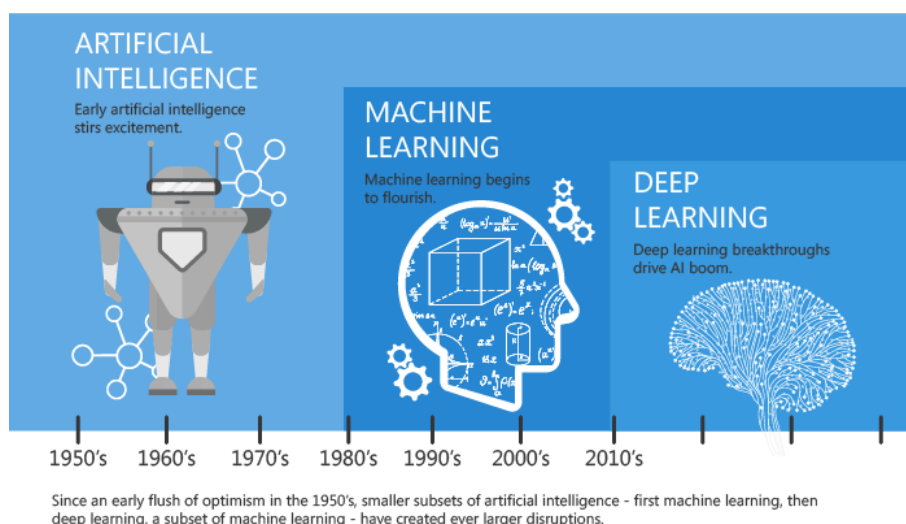 ARTIFICIAL
INTELLIGENCE
Early artificial intelligence
stirs excitement.
MACHINE
LEARNING
Machine learning begins
to flourish.
DEEP
LEARNING
Deep learning breakthroughs
drive AI boom.
1950's 1960's 1970's 1980's 1990's 2000's 2010's
Since an early flush of optimism in the 1950's, smaller subsets of artificial intelligence - first machine learning, then
deep learning, a subset of machine learning - have created ever larger disruptions.